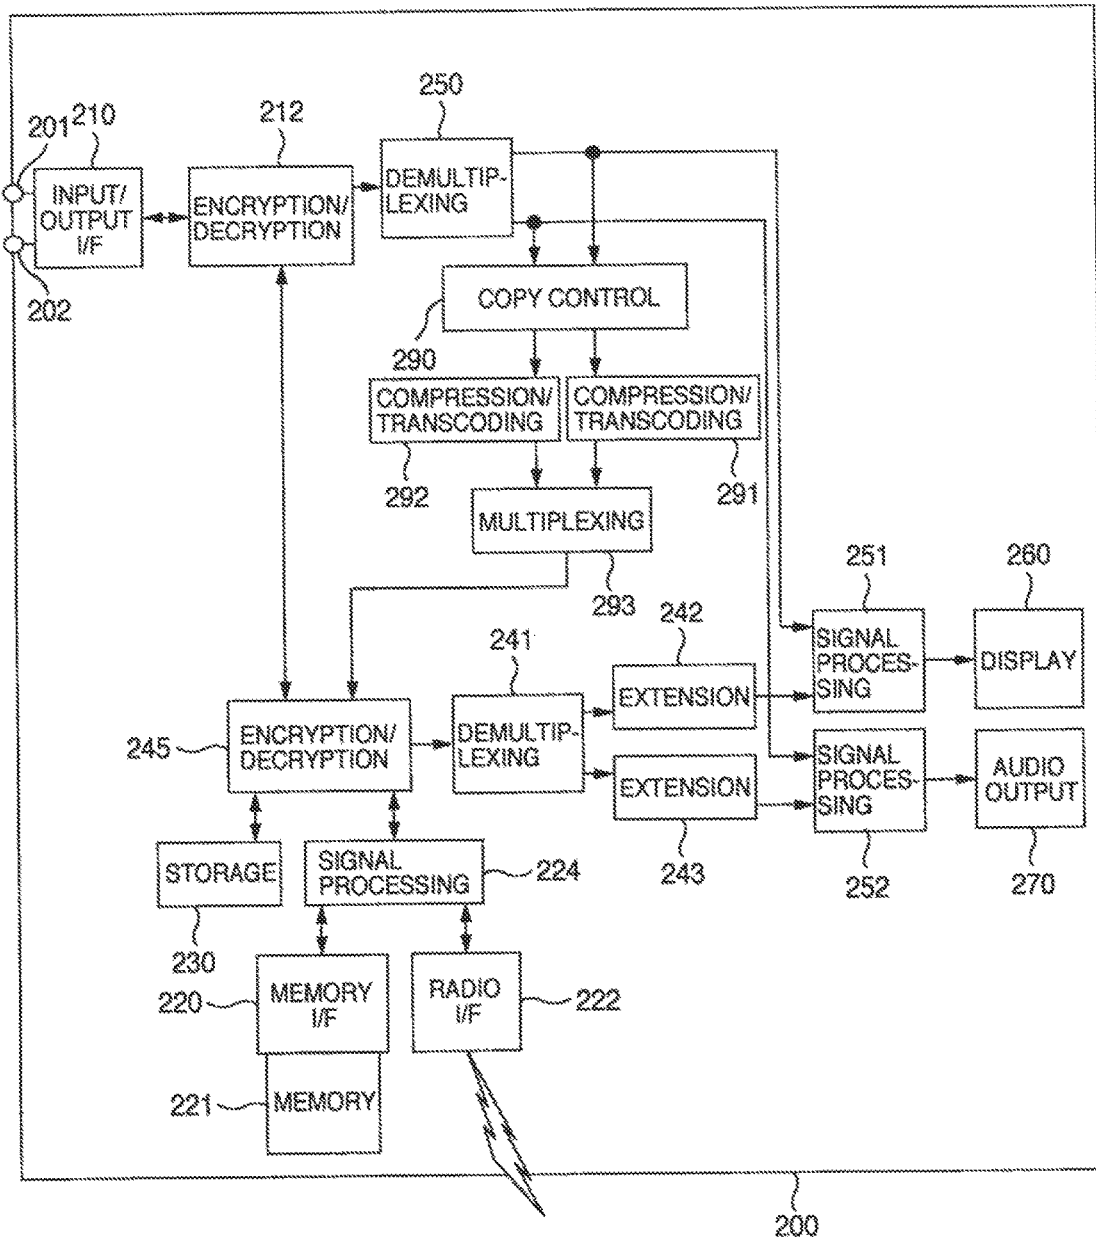 250
201 210
212
INPUT/
OUTPUT
I/F
ENCRYPTION/
DECRYPTION
DEMULTIP-
LEXING
202
COPY CONTROL
290
COMPRESSION/
TRANSCODING
COMPRESSION/
TRANSCODING
292
291
MULTIPLEXING
293
251
260
242
241
SIGNAL
PROCES-
SING
DISPLAY
EXTENSION
245
ENCRYPTION/
DECRYPTION
DEMULTIP-
LEXING
SIGNAL
PROCES-
SING
AUDIO
OUTPUT
EXTENSION
STORAGE
SIGNAL
PROCESSING
224
243
252
270
230
220
MEMORY
I/F
RADIO
I/F
222
221
MEMORY
200